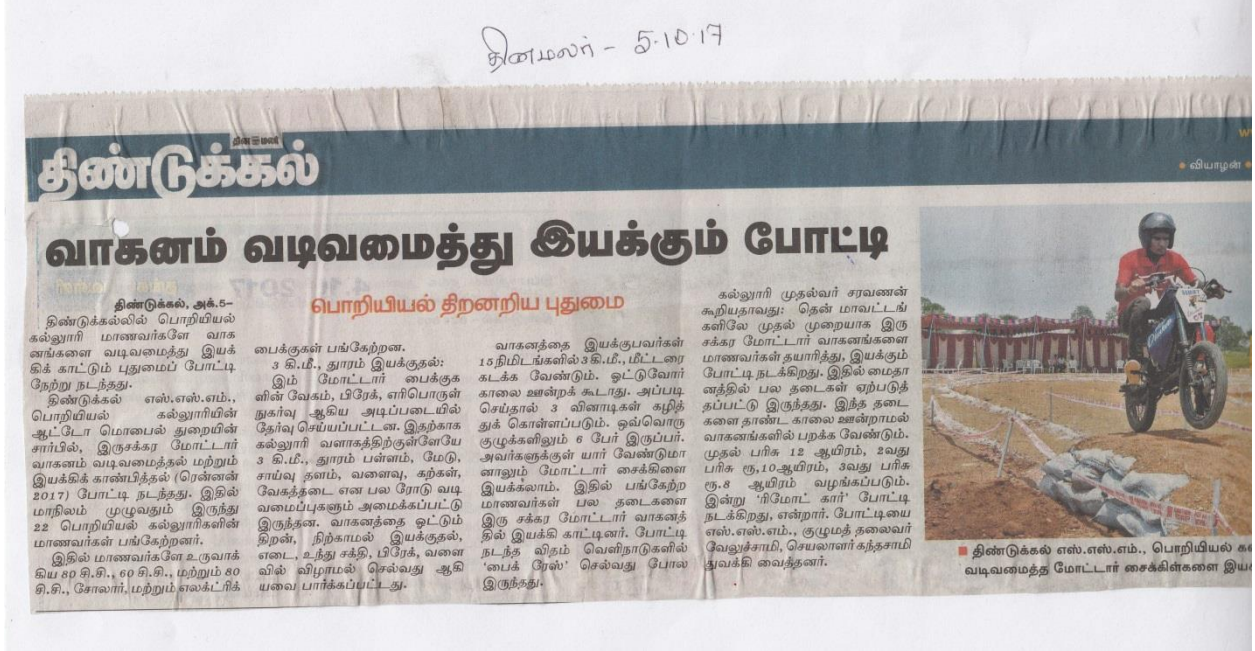 தினமலர் - 5.10.17
தின மலர்
திண்டுக்கல்
வியாழன்
வாகனம் வடிவமைத்து இயக்கும் போட்டி
பொறியியல் திறனறிய புதுமை
திண்டுக்கல், அக்.5–
திண்டுக்கல்லில் பொறியியல்
கல்லூரி மாணவர்களே வாக
னங்களை வடிவமைத்து இயக்
கிக் காட்டும் புதுமைப் போட்டி
நேற்று நடந்தது.
திண்டுக்கல் எஸ்.எஸ்.எம்.,
பொறியியல் கல்லூரியின்
ஆட்டோ மொபைல் துறையின்
சார்பில், இருசக்கர மோட்டார்
வாகனம் வடிவமைத்தல் மற்றும்
இயக்கிக் காண்பித்தல் (ரென்னன்
2017) போட்டி நடந்தது. இதில்
மாநிலம் முழுவதும் இருந்து
22 பொறியியல் கல்லூரிகளின்
மாணவர்கள் பங்கேற்றனர்.
இதில் மாணவர்களே உருவாக்
கிய 80 சி.சி., 60 சி.சி., மற்றும் 80
சி.சி., சோலார், மற்றும் எலக்ட்ரிக்
பைக்குகள் பங்கேற்றன.
3 கி.மீ., தூரம் இயக்குதல்:
இம் மோட்டார் பைக்குக
ளின் வேகம், பிரேக், எரிபொருள்
நுகர்வு ஆகிய அடிப்படையில்
தேர்வு செய்யப்பட்டன. இதற்காக
கல்லூரி வளாகத்திற்குள்ளேயே
3 கி.மீ., தூரம் பள்ளம், மேடு,
சாய்வு தளம், வளைவு, கற்கள்,
வேகத்தடை என பல ரோடு வடி
வமைப்புகளும் அமைக்கப்பட்டு
இருந்தன. வாகனத்தை ஓட்டும்
திறன், நிற்காமல் இயக்குதல்,
எடை, உந்து சக்தி, பிரேக், வளை
வில் விழாமல் செல்வது ஆகி
யவை பார்க்கப்பட்டது.
வாகனத்தை இயக்குபவர்கள்
15 நிமிடங்களில் 3 கி.மீ., மீட்டரை
கடக்க வேண்டும். ஓட்டுவோர்
காலை ஊன்றக் கூடாது. அப்படி
செய்தால் 3 வினாடிகள் கழித்
துக் கொள்ளப்படும். ஒவ்வொரு
குழுக்களிலும் 6 பேர் இருப்பர்.
அவர்களுக்குள் யார் வேண்டுமா
னாலும் மோட்டார் சைக்கிளை
இயக்கலாம். இதில் பங்கேற்ற
மாணவர்கள் பல தடைகளை
இரு சக்கர மோட்டார் வாகனத்
தில் இயக்கி காட்டினர். போட்டி
நடந்த விதம் வெளிநாடுகளில்
'பைக் ரேஸ்' செல்வது போல
இருந்தது.
கல்லூரி முதல்வர் சரவணன்
கூறியதாவது: தென் மாவட்டங்
களிலே முதல் முறையாக இரு
சக்கர மோட்டார் வாகனங்களை
மாணவர்கள் தயாரித்து, இயக்கும்
போட்டி நடக்கிறது. இதில் மைதா
னத்தில் பல தடைகள் ஏற்படுத்
தப்பட்டு இருந்தது. இந்த தடை
களை தாண்ட காலை ஊன்றாமல்
வாகனங்களில் பறக்க வேண்டும்.
முதல் பரிசு 12 ஆயிரம், 2வது
பரிசு ரூ,10ஆயிரம், 3வது பரிசு
ரூ.8 ஆயிரம் வழங்கப்படும்.
இன்று 'ரிமோட் கார்' போட்டி
நடக்கிறது, என்றார். போட்டியை
எஸ்.எஸ்.எம்., குழுமத் தலைவர்
வேலுச்சாமி, செயலாளர் கந்தசாமி
துவக்கி வைத்தனர்.
திண்டுக்கல் எஸ்.எஸ்.எம்., பொறியியல்
வடிவமைத்த மோட்டார் சைக்கிள்களை